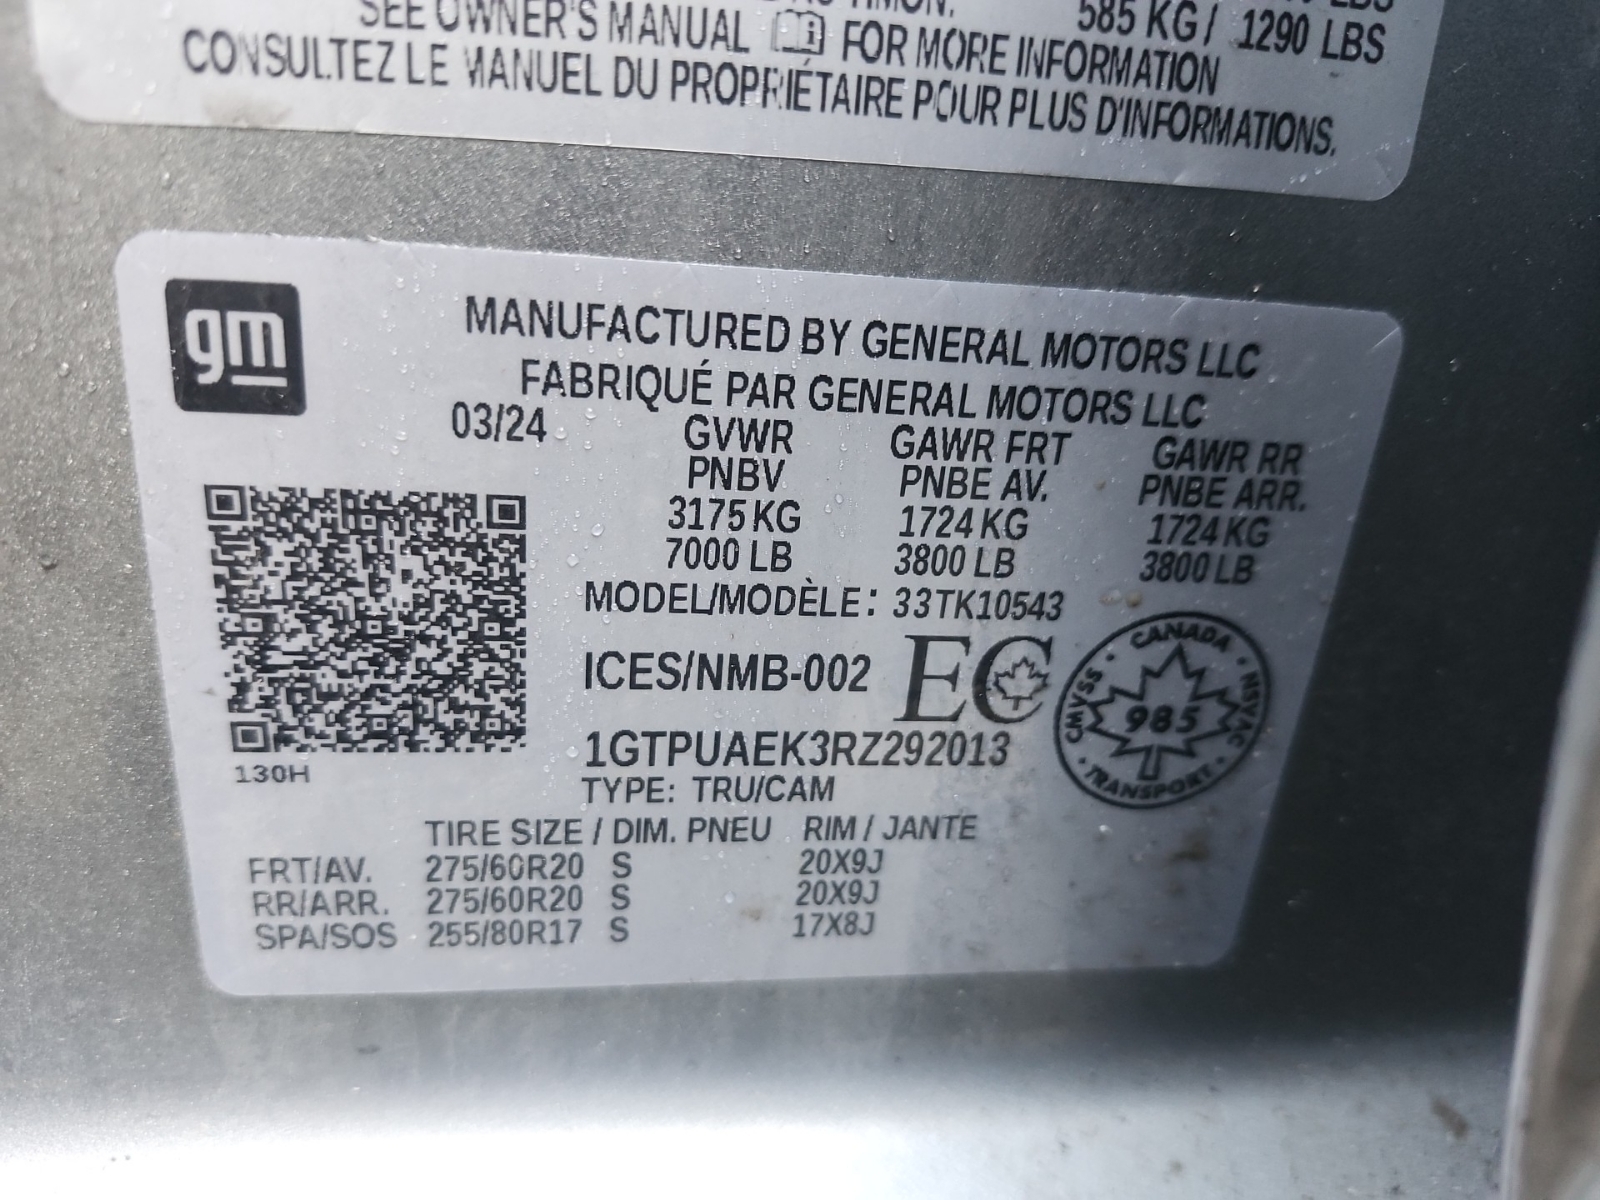 585 KG / 1290 LBS
SEE OWNER'S MANUAL FOR MORE INFORMATION
CONSULTEZ LE MANUEL DU PROPRIÉTAIRE POUR PLUS D'INFORMATIONS.
gm
MANUFACTURED BY GENERAL MOTORS LLC
FABRIQUÉ PAR GENERAL MOTORS LLC
03/24 GVWR GAWR FRT GAWR RR
PNBV PNBE AV. PNBE ARR.
3175 KG 1724 KG 1724 KG
7000 LB 3800 LB 3800 LB
MODEL/MODÈLE: 33TK10543
ICES/NMB-002 EC
CANADA
CMVSS 985 NSVAC
TRANSPORT
1GTPUAEK3RZ292013
130H
TYPE: TRU/CAM
TIRE SIZE / DIM. PNEU RIM / JANTE
FRT/AV. 275/60R20 S 20X9J
RR/ARR. 275/60R20 S 20X9J
SPA/SOS 255/80R17 S 17X8J